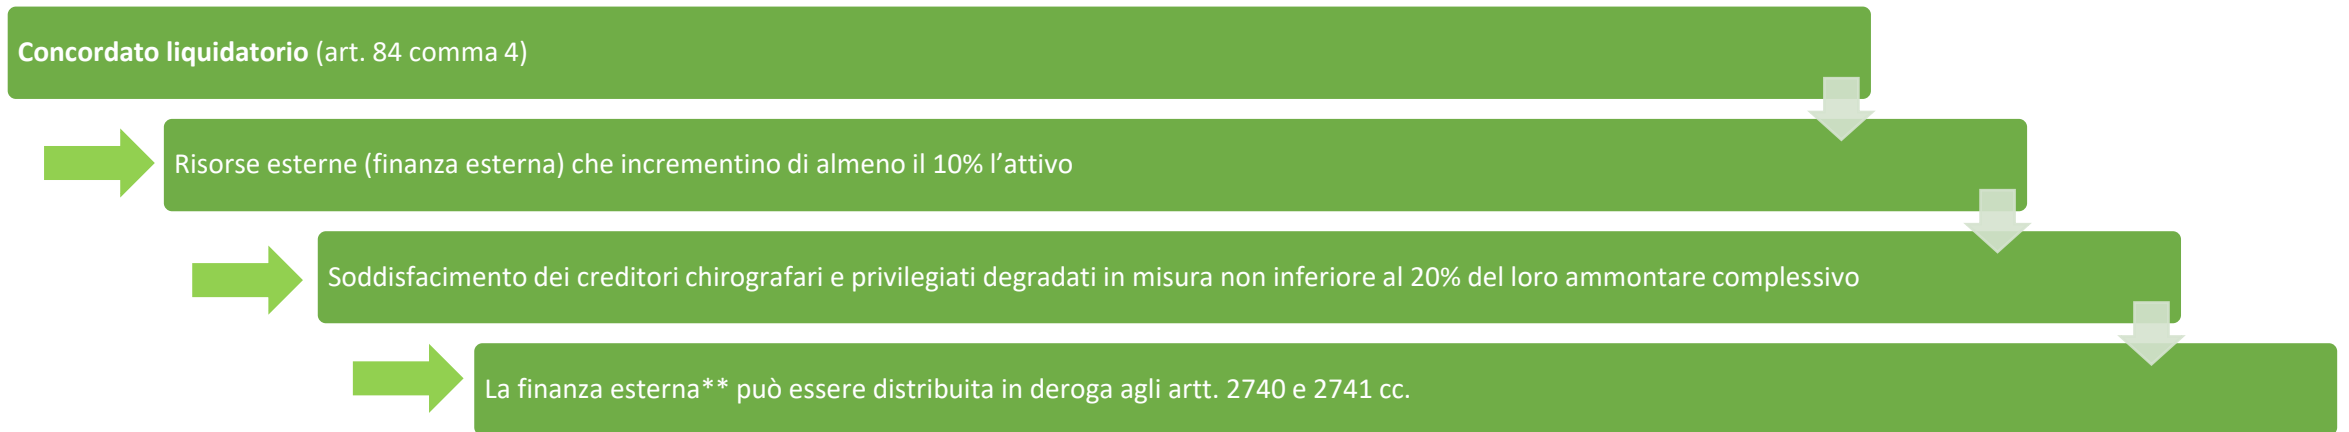 Concordato liquidatorio (art. 84 comma 4)
Risorse esterne (finanza esterna) che incrementino di almeno il 10% l’attivo
Soddisfacimento dei creditori chirografari e privilegiati degradati in misura non inferiore al 20% del loro ammontare complessivo
La finanza esterna** può essere distribuita in deroga agli artt. 2740 e 2741 cc.